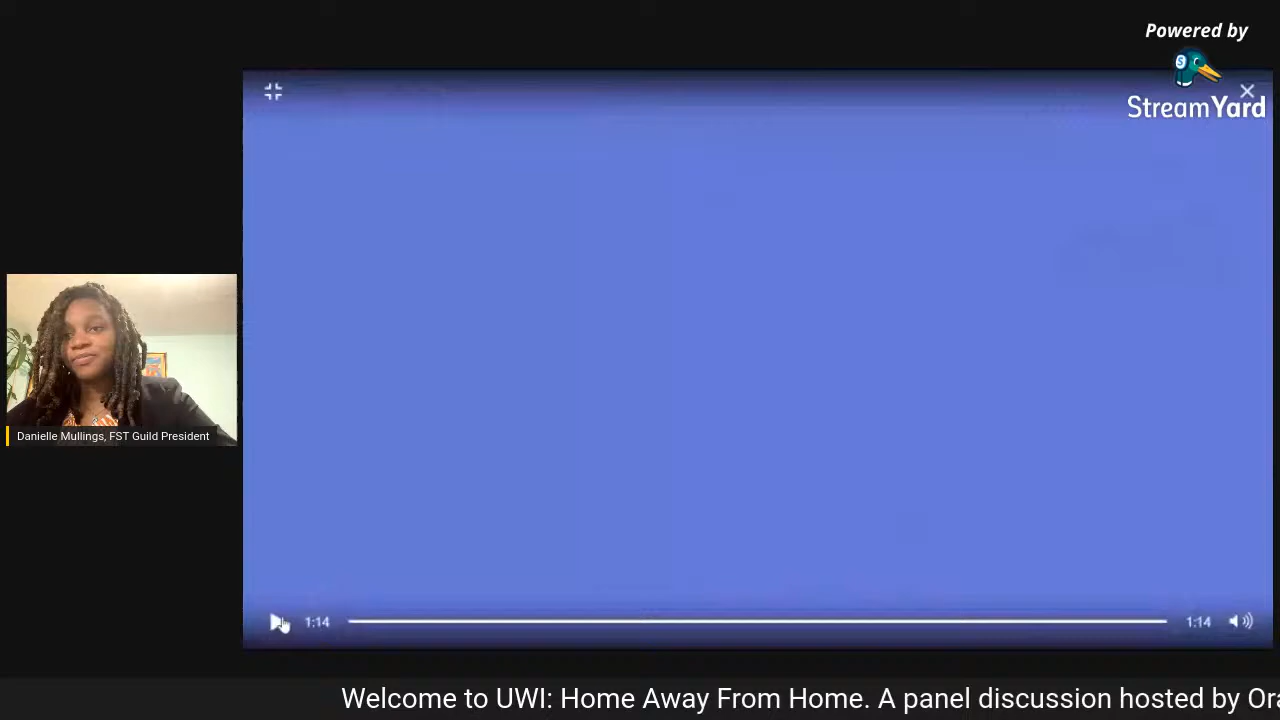 Powered by
StreamYard
Danielle Mullings, FST Guild President
1:14
1:14
Welcome to UWI: Home Away From Home. A panel discussion hosted by